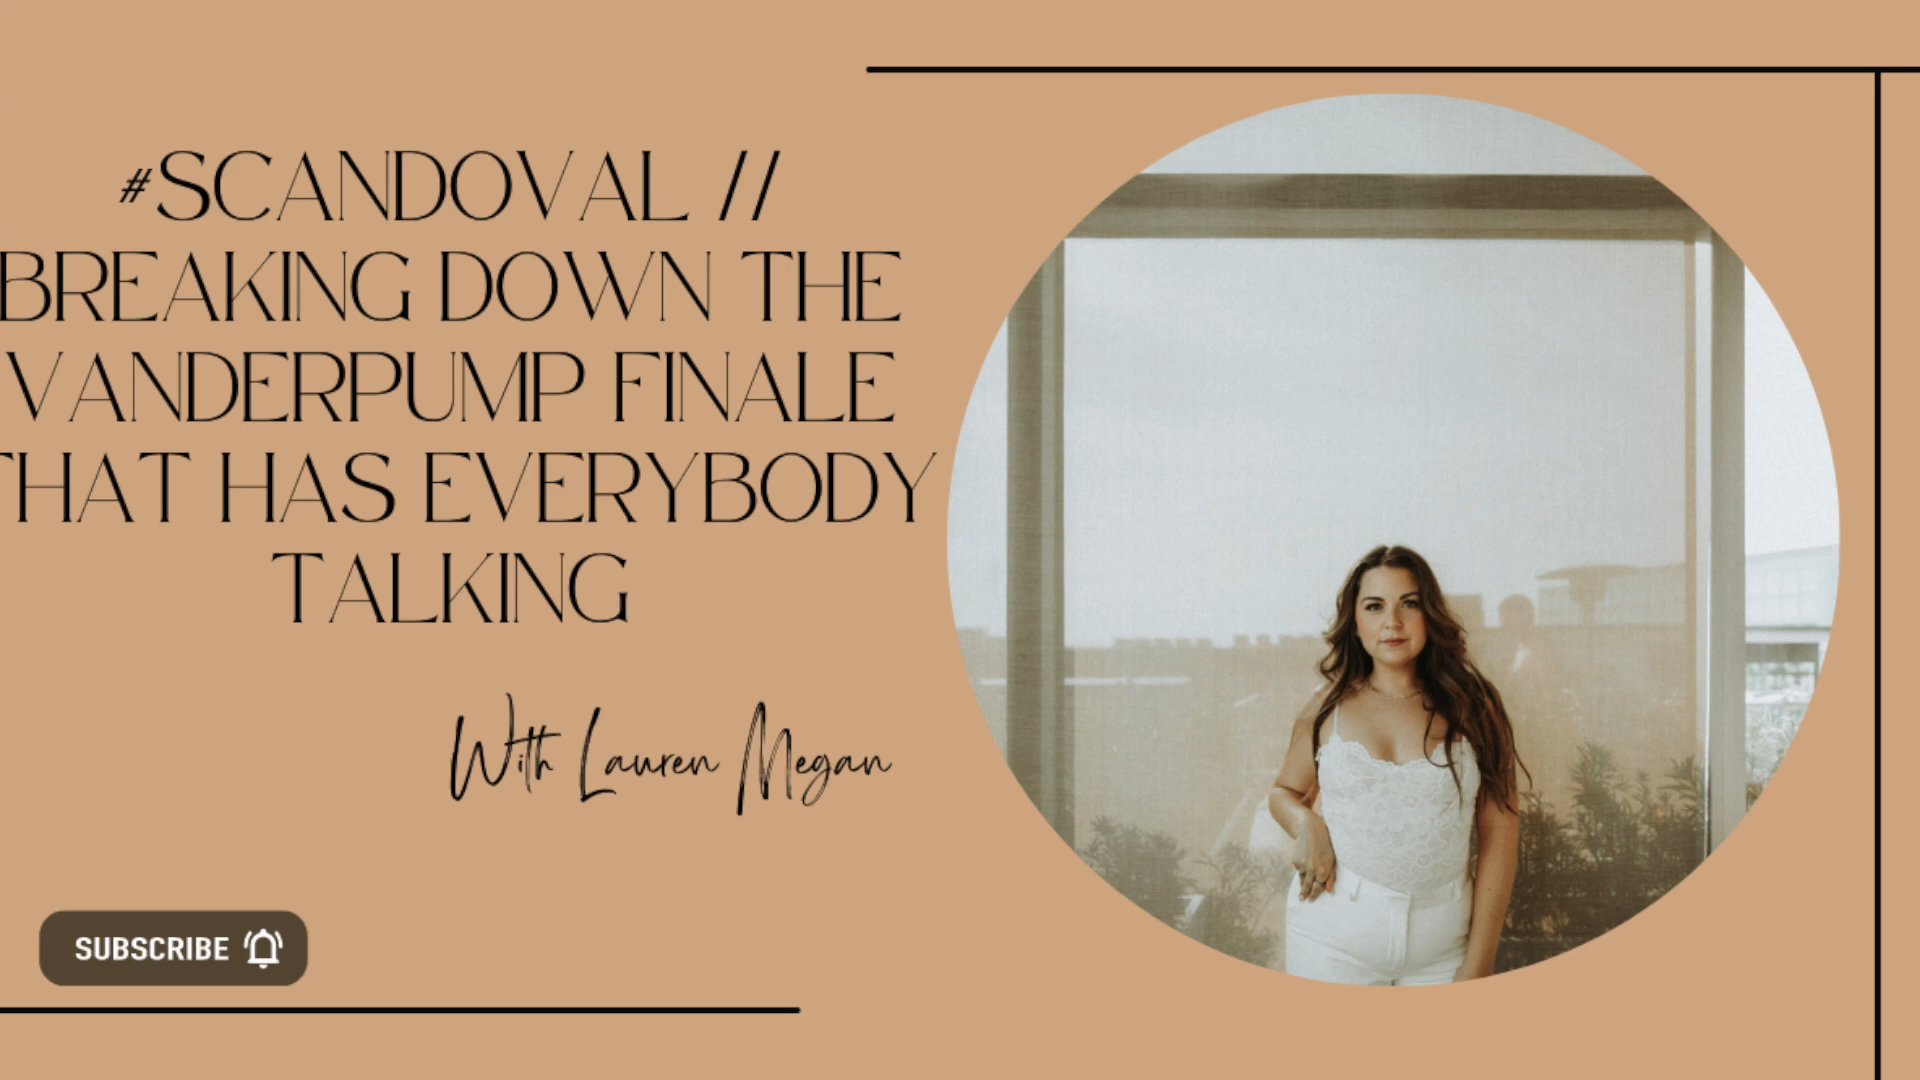 #SCANDOVAL //
BREAKING DOWN THE
VANDERPUMP FINALE
THAT HAS EVERYBODY
TALKING
With Lauren Megan
SUBSCRIBE